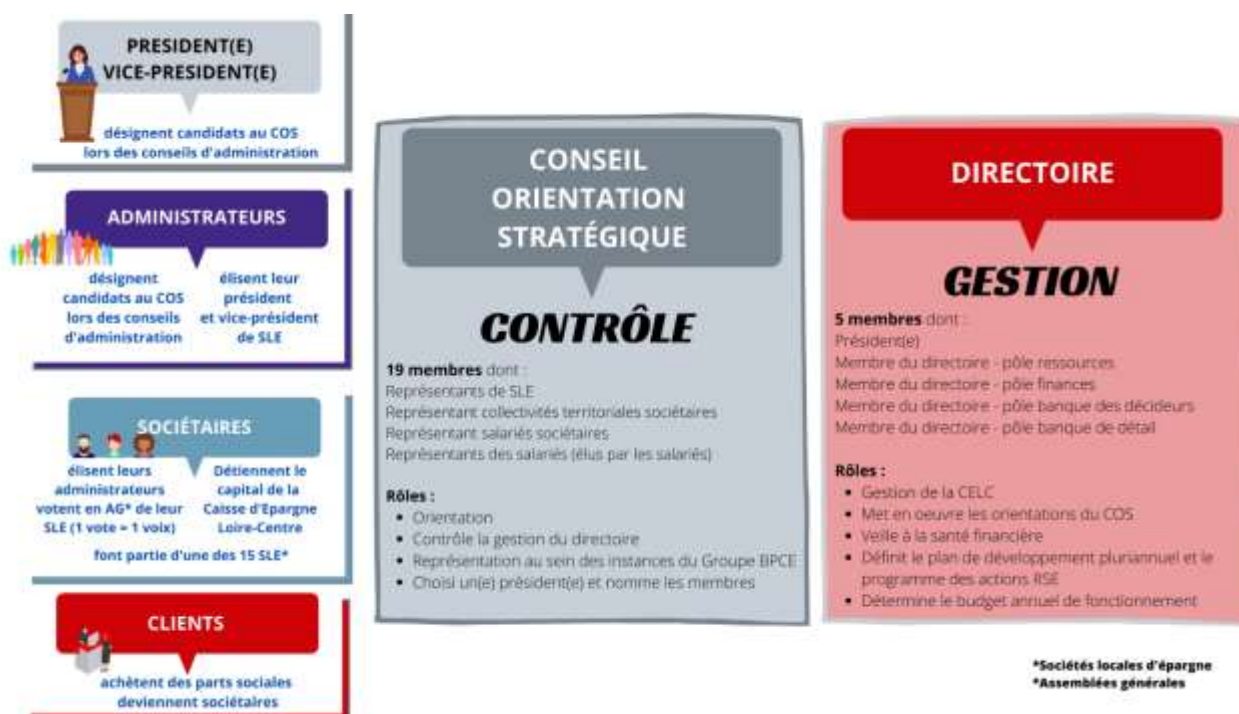 PRESIDENT(E)
VICE-PRESIDENT(E)
désignent candidats au COS
lors des conseils d'administration
ADMINISTRATEURS
désignent
candidats au COS
lors des conseils
d'administration
élisent leur
président
et vice-président
de SLE
SOCIÉTAIRES
élisent leurs
administrateurs
votent en AG* de leur
SLE (1 vote = 1 voix)
Détiennent le
capital de la
Caisse d'Epargne
Loire-Centre
font partie d'une des 15 SLE*
CLIENTS
achètent des parts sociales
deviennent sociétaires
CONSEIL
ORIENTATION
STRATÉGIQUE
CONTRÔLE
19 membres dont :
Représentants de SLE
Représentant collectivités territoriales sociétaires
Représentant salariés sociétaires
Représentants des salariés (élus par les salariés)
Rôles :
• Orientation
• Contrôle la gestion du directoire
• Représentation au sein des instances du Groupe BPCE
• Choisi un(e) président(e) et nomme les membres
DIRECTOIRE
GESTION
5 membres dont :
Président(e)
Membre du directoire - pôle ressources
Membre du directoire - pôle finances
Membre du directoire - pôle banque des décideurs
Membre du directoire - pôle banque de détail
Rôles :
• Gestion de la CELC
• Met en oeuvre les orientations du COS
• Veille à la santé financière
• Définit le plan de développement pluriannuel et le
programme des actions RSE
• Détermine le budget annuel de fonctionnement
*Sociétés locales d'épargne
*Assemblées générales